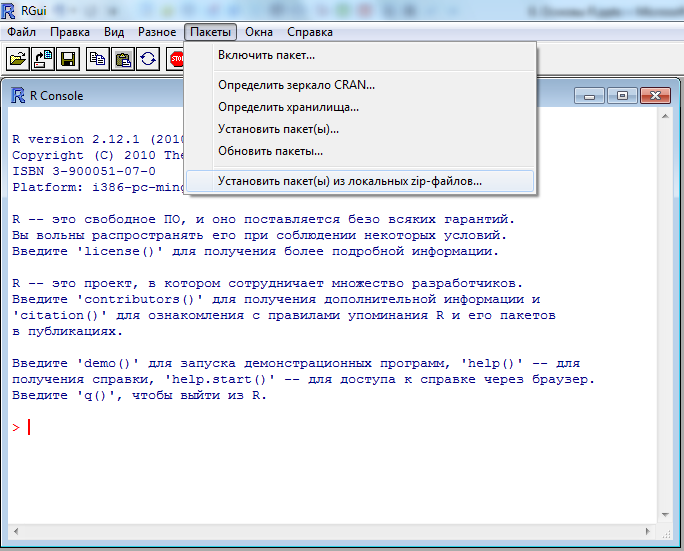 RGui
Файл Правка Вид Разное Пакеты Окна Справка
STOP
Включить пакет...
Определить зеркало CRAN...
Определить хранилища...
Установить пакет(ы)...
Обновить пакеты...
Установить пакет(ы) из локальных zip-файлов...
R Console
R version 2.12.1 (2010
Copyright (C) 2010 The
ISBN 3-900051-07-0
Platform: i386-pc-ming
R -- это свободное ПО, и оно поставляется безо всяких гарантий.
Вы вольны распространять его при соблюдении некоторых условий.
Введите 'license()' для получения более подробной информации.
R -- это проект, в котором сотрудничает множество разработчиков.
Введите 'contributors()' для получения дополнительной информации и
'citation()' для ознакомления с правилами упоминания R и его пакетов
в публикациях.
Введите 'demo()' для запуска демонстрационных программ, 'help()' -- для
получения справки, 'help.start()' -- для доступа к справке через браузер.
Введите 'q()', чтобы выйти из R.
>